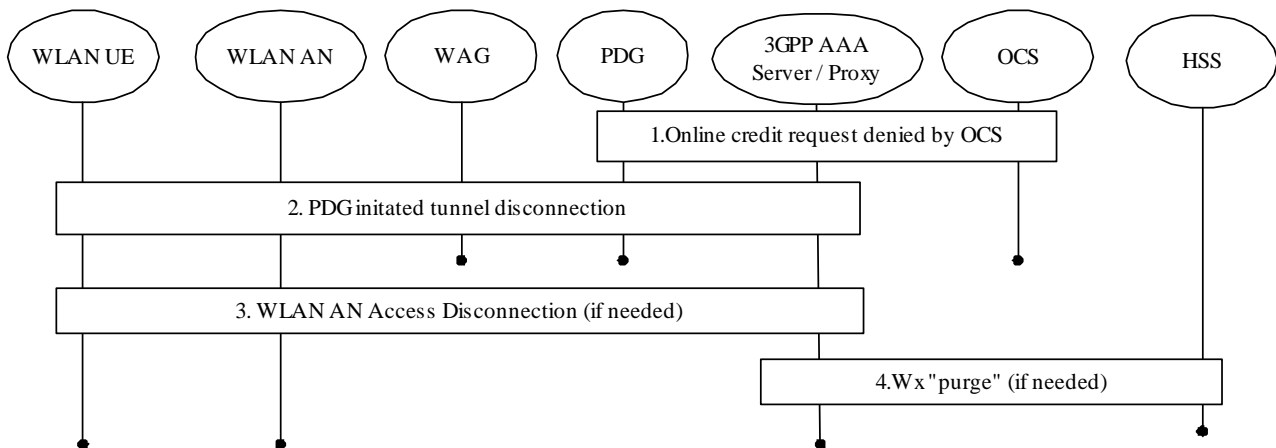 WLAN UE
WLAN AN
WAG
PDG
3GPP AAA
Server / Proxy
OCS
HSS
1.Online credit request denied by OCS
2. PDG initated tunnel disconnection
3. WLAN AN Access Disconnection (if needed)
4.Wx "purge" (if needed)